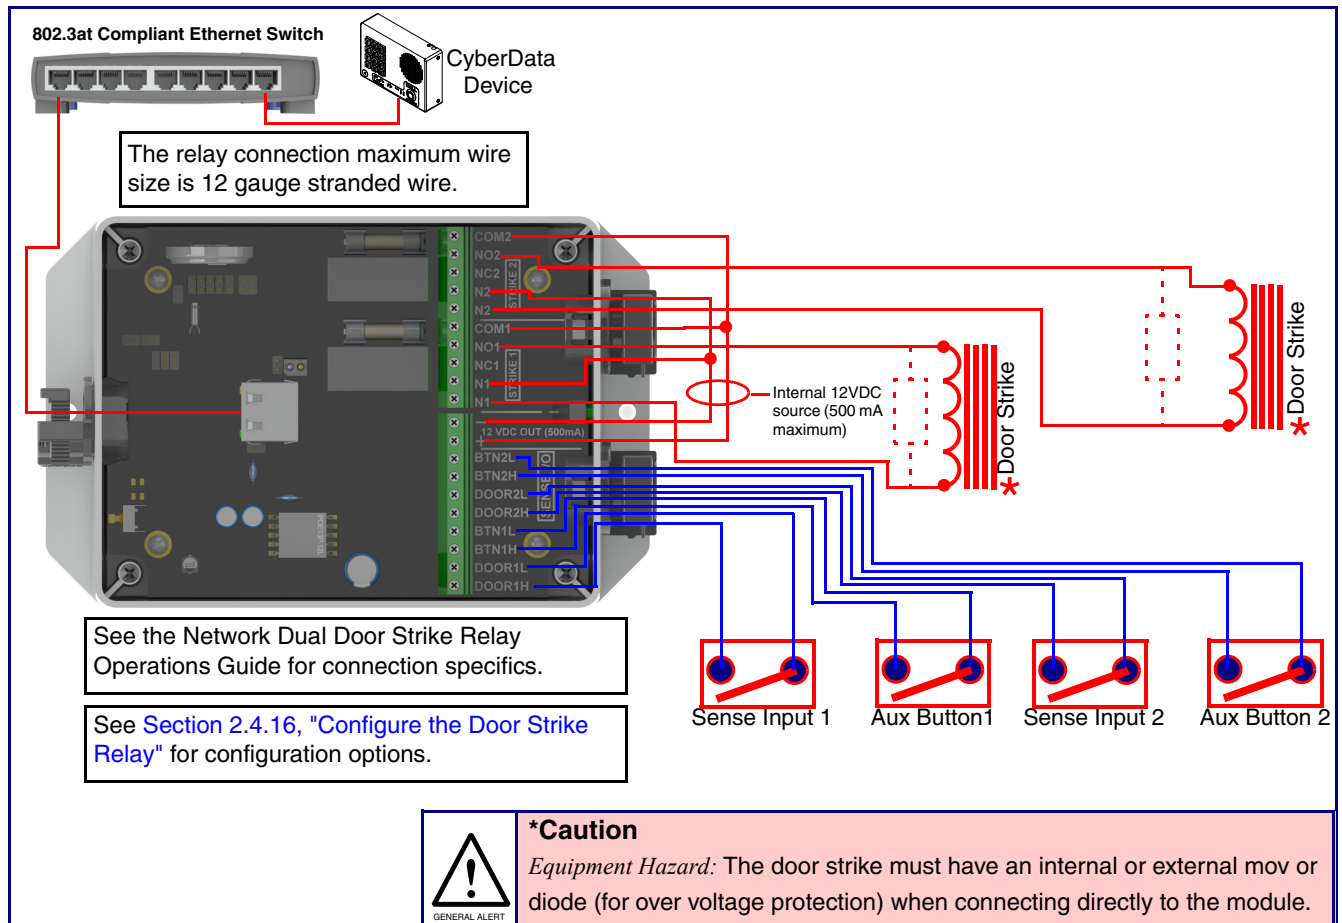 802.3at Compliant Ethernet Switch
CyberData
Device
The relay connection maximum wire
size is 12 gauge stranded wire.
COM2
NO2
NC2
N2
N2
STRIKE 2
COM1
NO1
NC1
N1
N1
STRIKE 1
12 VDC OUT (500mA)
BTN2L
BTN2H
DOOR2L
DOOR2H
BTN1L
BTN1H
DOOR1L
DOOR1H
Internal 12VDC
source (500 mA
maximum)
*Door Strike
*Door Strike
See the Network Dual Door Strike Relay
Operations Guide for connection specifics.
See Section 2.4.16, "Configure the Door Strike
Relay" for configuration options.
Sense Input 1
Aux Button1
Sense Input 2
Aux Button 2
GENERAL ALERT
*Caution
Equipment Hazard: The door strike must have an internal or external mov or
diode (for over voltage protection) when connecting directly to the module.